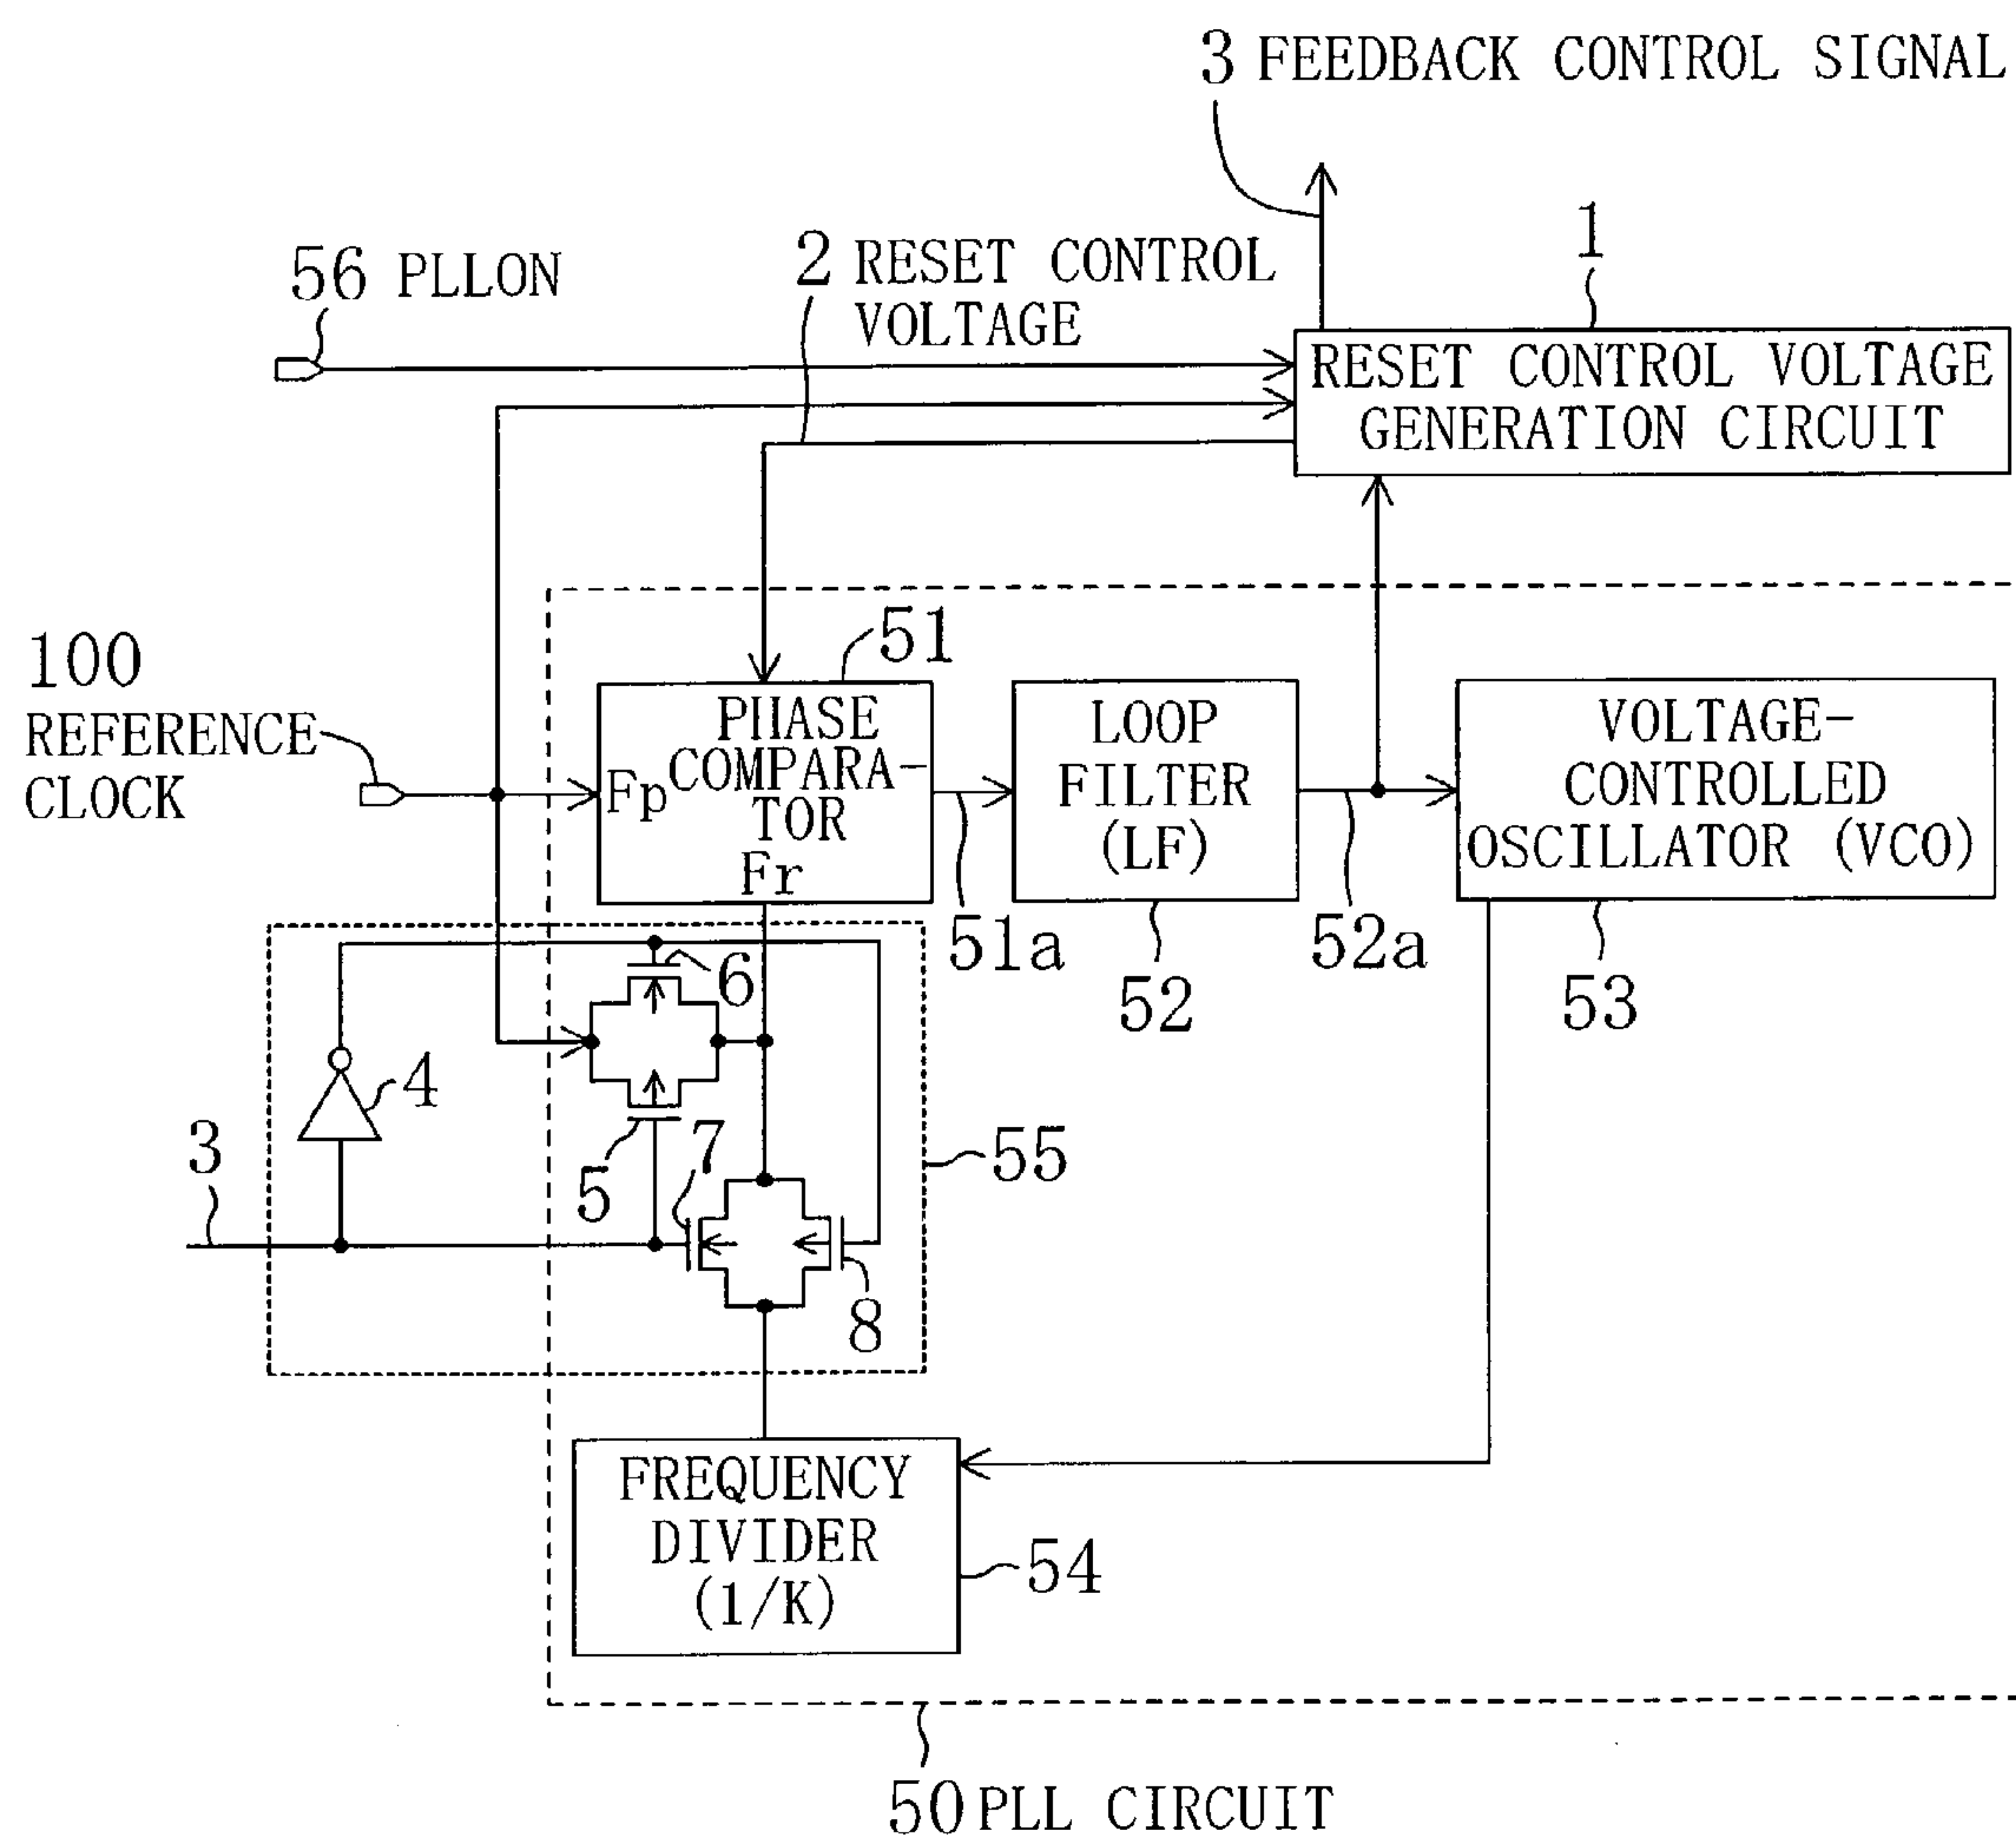 3 FEEDBACK CONTROL SIGNAL
56 PLLON
2 RESET CONTROL
VOLTAGE
1
RESET CONTROL VOLTAGE
GENERATION CIRCUIT
100
REFERENCE
CLOCK
51
Fp
PHASE
COMPARA-
TOR
Fr
51a
LOOP
FILTER
(LF)
52
52a
VOLTAGE-
CONTROLLED
OSCILLATOR (VCO)
53
6
4
3
5
7
55
8
FREQUENCY
DIVIDER
(1/K)
54
50 PLL CIRCUIT